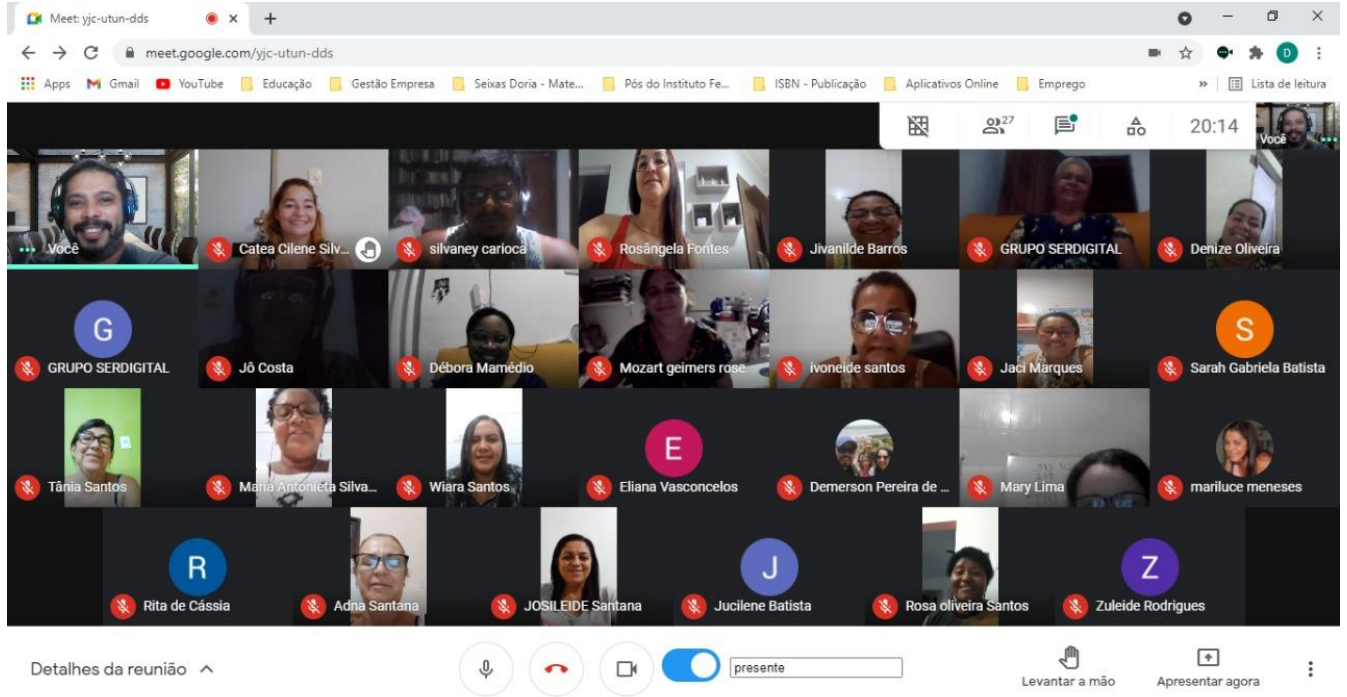 Meet: yjc-utun-dds
meet.google.com/yjc-utun-dds
D
Apps Gmail YouTube Educação Gestão Empresa Seixas Doria - Mate... Pós do Instituto Fe... ISBN - Publicação Aplicativos Online Emprego » Lista de leitura
27 20:14 Você
Você Catea Cilene Silv... silvaney carioca Rosângela Fontes Jivanilde Barros GRUPO SERDIGITAL Denize Oliveira
G S
GRUPO SERDIGITAL Jô Costa Débora Mamédio Mozart geimers rose ivoneide santos Jaci Marques Sarah Gabriela Batista
E
Tânia Santos Maria Antonieta Silva... Wiara Santos Eliana Vasconcelos Demerson Pereira de ... Mary Lima mariluce meneses
R J Z
Rita de Cássia Adna Santana JOSILEIDE Santana Jucilene Batista Rosa oliveira Santos Zuleide Rodrigues
Detalhes da reunião presente Levantar a mão Apresentar agora